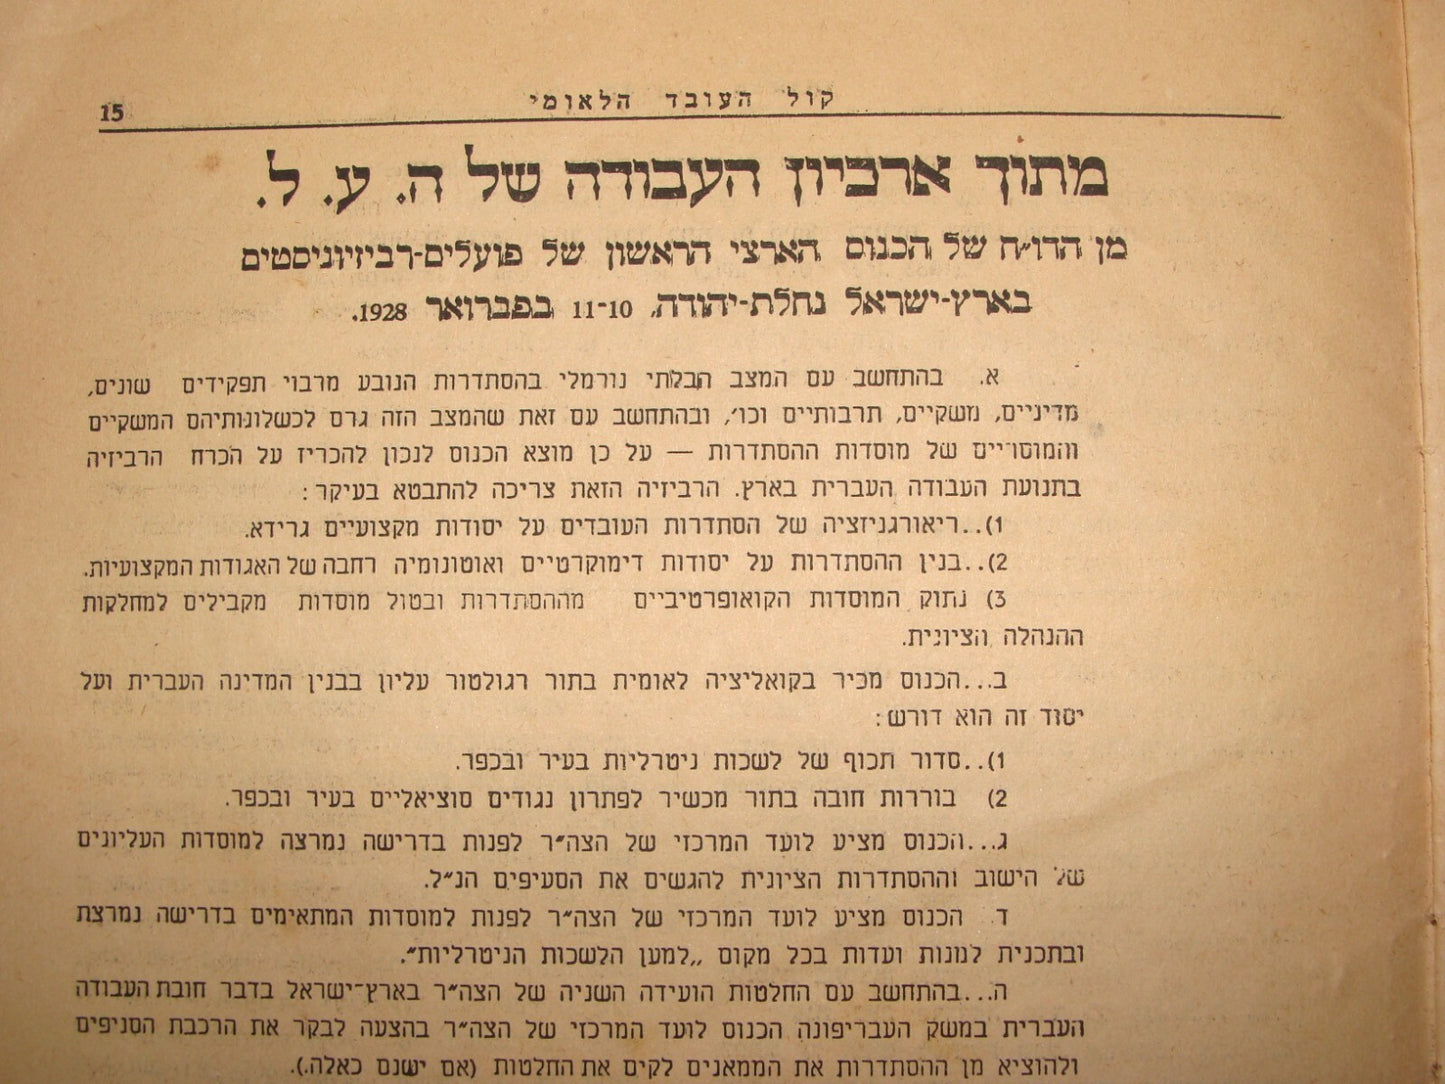 15
קול העובד הלאומי
מתוך ארכיון העבודה של ה. ע. ל.
מן הדו״ח של הכנוס הארצי הראשון של פועלים-רביזיוניסטים
בארץ-ישראל נחלת-יהודה, 10־11 בפברואר 1928.
א. בהתחשב עם המצב הבלתי נורמלי בהסתדרות הנובע מרבוי תפקידים שונים,
מדיניים, משקיים, תרבותיים וכו׳, ובהתחשב עם זאת שהמצב הזה גרם לכשלונותיהם המשקיים
והמוסריים של מוסדות ההסתדרות — על כן מוצא הכנוס לנכון להכריז על הכרח הרביזיה
בתנועת העבודה העברית בארץ. הרביזיה הזאת צריכה להתבטא בעיקר:
1)..ריאורגניזציה של הסתדרות העובדים על יסודות מקצועיים גרידא.
2)..בנין ההסתדרות על יסודות דימוקרטיים ואוטונומיה רחבה של האגודות המקצועיות.
3) נתוק המוסדות הקואופרטיביים מההסתדרות ובטול מוסדות מקבילים למחלקות
ההנהלה הציונית.
ב...הכנוס מכיר בקואליציה לאומית בתור רגולטור עליון בבנין המדינה העברית ועל
יסוד זה הוא דורש:
1)..סדור תכוף של לשכות ניטרליות בעיר ובכפר.
2) בוררות חובה בתור מכשיר לפתרון נגודים סוציאליים בעיר ובכפר.
ג...הכנוס מציע לועד המרכזי של הצה״ר לפנות בדרישה נמרצה למוסדות העליונים
של הישוב וההסתדרות הציונית להגשים את הסעיפים הנ״ל.
ד הכנוס מציע לועד המרכזי של הצה״ר לפנות למוסדות המתאימים בדרישה נמרצת
ובתכנית למנות ועדות בכל מקום „למען הלשכות הניטרליות״.
ה...בהתחשב עם החלטות הועידה השניה של הצה״ר בארץ־ישראל בדבר חובת העבודה
העברית במשק העבריפונה הכנוס לועד המרכזי של הצה״ר בהצעה לבקר את הרכבת הסניפים
ולהוציא מן ההסתדרות את הממאנים לקים את החלטות (אם ישנם כאלה.).